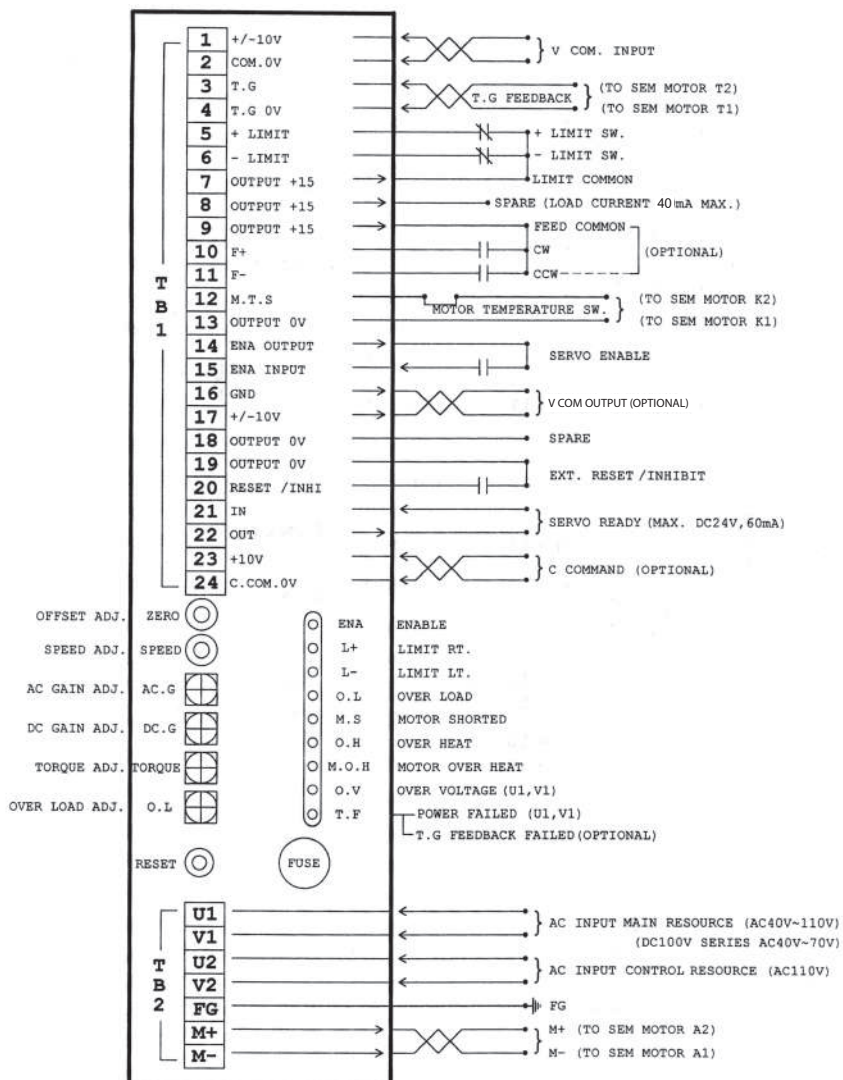 TB1
1 +/-10V V COM. INPUT
2 COM.0V
3 T.G T.G FEEDBACK (TO SEM MOTOR T2)
4 T.G 0V (TO SEM MOTOR T1)
5 + LIMIT + LIMIT SW.
6 - LIMIT - LIMIT SW.
7 OUTPUT +15 LIMIT COMMON
8 OUTPUT +15 SPARE (LOAD CURRENT 40 mA MAX.)
9 OUTPUT +15 FEED COMMON
10 F+ CW (OPTIONAL)
11 F- CCW
12 M.T.S MOTOR TEMPERATURE SW. (TO SEM MOTOR K2)
13 OUTPUT 0V (TO SEM MOTOR K1)
14 ENA OUTPUT SERVO ENABLE
15 ENA INPUT
16 GND V COM OUTPUT (OPTIONAL)
17 +/-10V
18 OUTPUT 0V SPARE
19 OUTPUT 0V EXT. RESET /INHIBIT
20 RESET /INHI
21 IN SERVO READY (MAX. DC24V,60mA)
22 OUT
23 +10V C COMMAND (OPTIONAL)
24 C.COM.0V
OFFSET ADJ. ZERO
SPEED ADJ. SPEED
AC GAIN ADJ. AC.G
DC GAIN ADJ. DC.G
TORQUE ADJ. TORQUE
OVER LOAD ADJ. O.L
RESET
FUSE
ENA ENABLE
L+ LIMIT RT.
L- LIMIT LT.
O.L OVER LOAD
M.S MOTOR SHORTED
O.H OVER HEAT
M.O.H MOTOR OVER HEAT
O.V OVER VOLTAGE (U1,V1)
T.F POWER FAILED (U1,V1)
T.G FEEDBACK FAILED(OPTIONAL)
TB2
U1 AC INPUT MAIN RESOURCE (AC40V~110V)
V1 (DC100V SERIES AC40V~70V)
U2 AC INPUT CONTROL RESOURCE (AC110V)
V2
FG FG
M+ M+ (TO SEM MOTOR A2)
M- M- (TO SEM MOTOR A1)